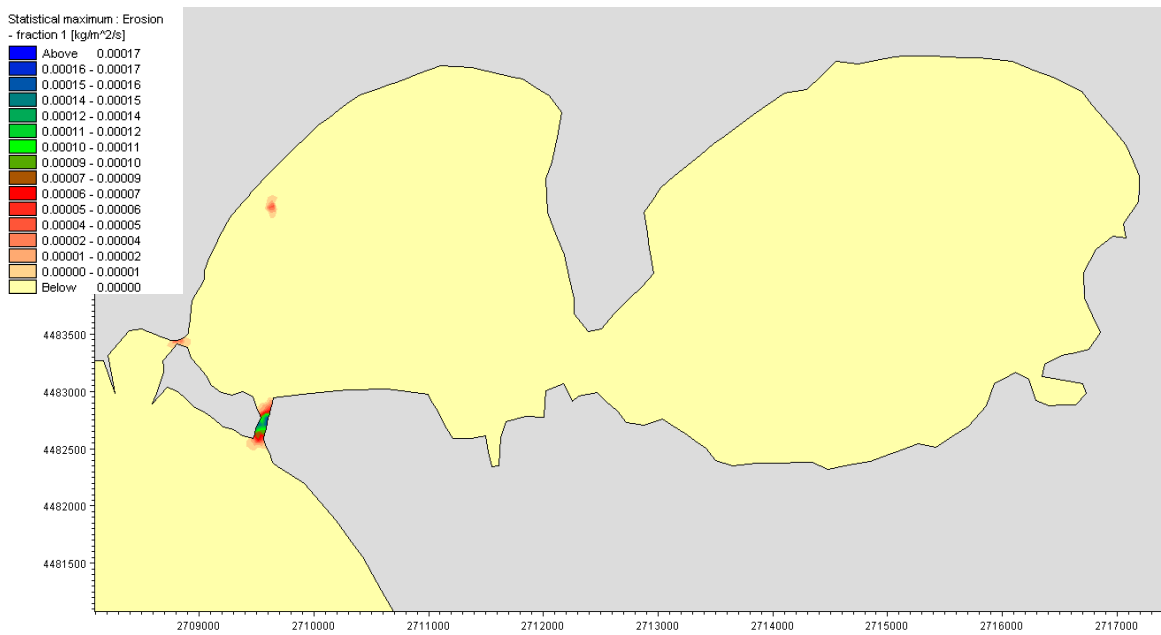 Statistical maximum : Erosion
- fraction 1 [kg/m^2/s]
Above 0.00017
0.00016 - 0.00017
0.00015 - 0.00016
0.00014 - 0.00015
0.00012 - 0.00014
0.00011 - 0.00012
0.00010 - 0.00011
0.00009 - 0.00010
0.00007 - 0.00009
0.00006 - 0.00007
0.00005 - 0.00006
0.00004 - 0.00005
0.00002 - 0.00004
0.00001 - 0.00002
0.00000 - 0.00001
Below 0.00000
4483500
4483000
4482500
4482000
4481500
2709000 2710000 2711000 2712000 2713000 2714000 2715000 2716000 2717000